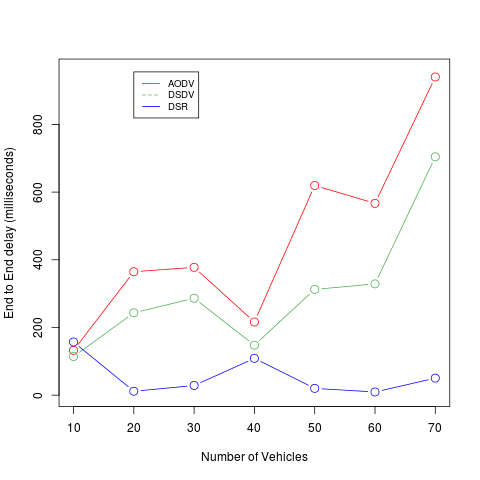 AODV
DSDV
DSR
End to End delay (milliseconds)
800
600
400
200
0
10 20 30 40 50 60 70
Number of Vehicles